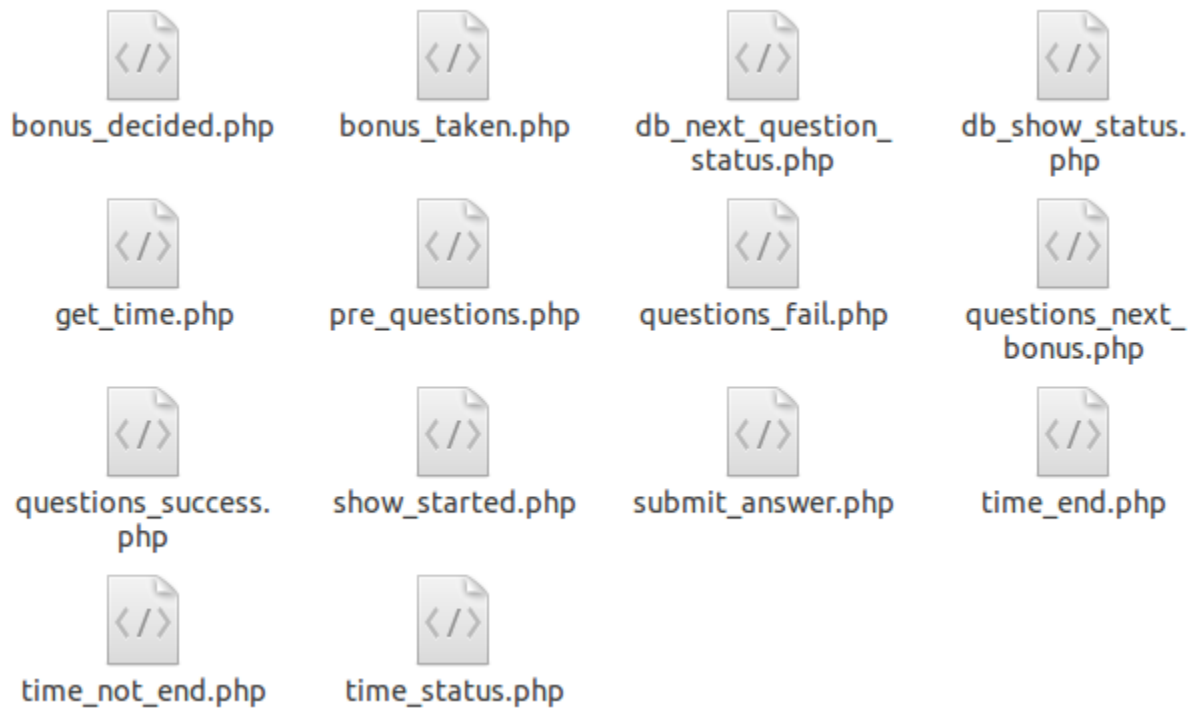 bonus_decided.php
bonus_taken.php
db_next_question_
status.php
db_show_status.
php
get_time.php
pre_questions.php
questions_fail.php
questions_next_
bonus.php
questions_success.
php
show_started.php
submit_answer.php
time_end.php
time_not_end.php
time_status.php